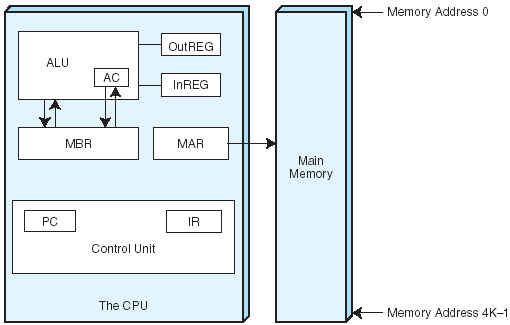 Memory Address 0
ALU
OutREG
AC
InREG
MBR
MAR
Main
Memory
PC
IR
Control Unit
The CPU
Memory Address 4K–1